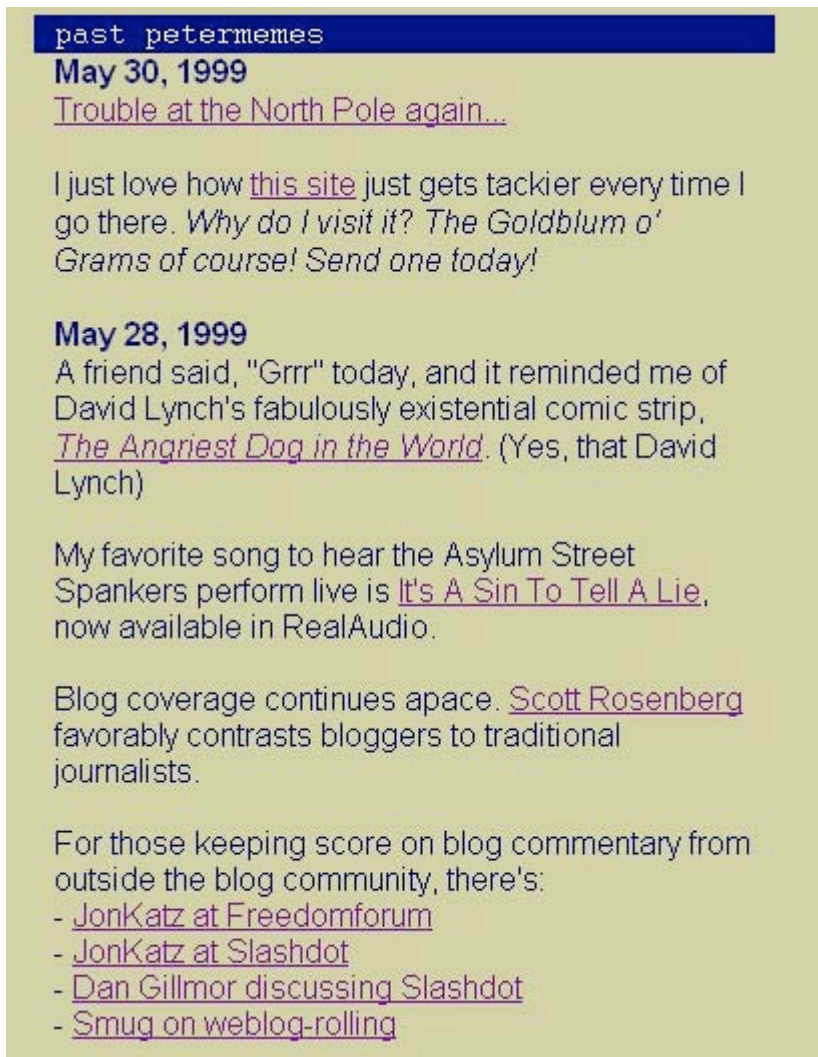 past petermemes
May 30, 1999
Trouble at the North Pole again...
I just love how this site just gets tackier every time I
go there. Why do I visit it? The Goldblum o'
Grams of course! Send one today!
May 28, 1999
A friend said, "Grrr" today, and it reminded me of
David Lynch's fabulously existential comic strip,
The Angriest Dog in the World. (Yes, that David
Lynch)
My favorite song to hear the Asylum Street
Spankers perform live is It's A Sin To Tell A Lie,
now available in RealAudio.
Blog coverage continues apace. Scott Rosenberg
favorably contrasts bloggers to traditional
journalists.
For those keeping score on blog commentary from
outside the blog community, there's:
- JonKatz at Freedomforum
- JonKatz at Slashdot
- Dan Gillmor discussing Slashdot
- Smug on weblog-rolling